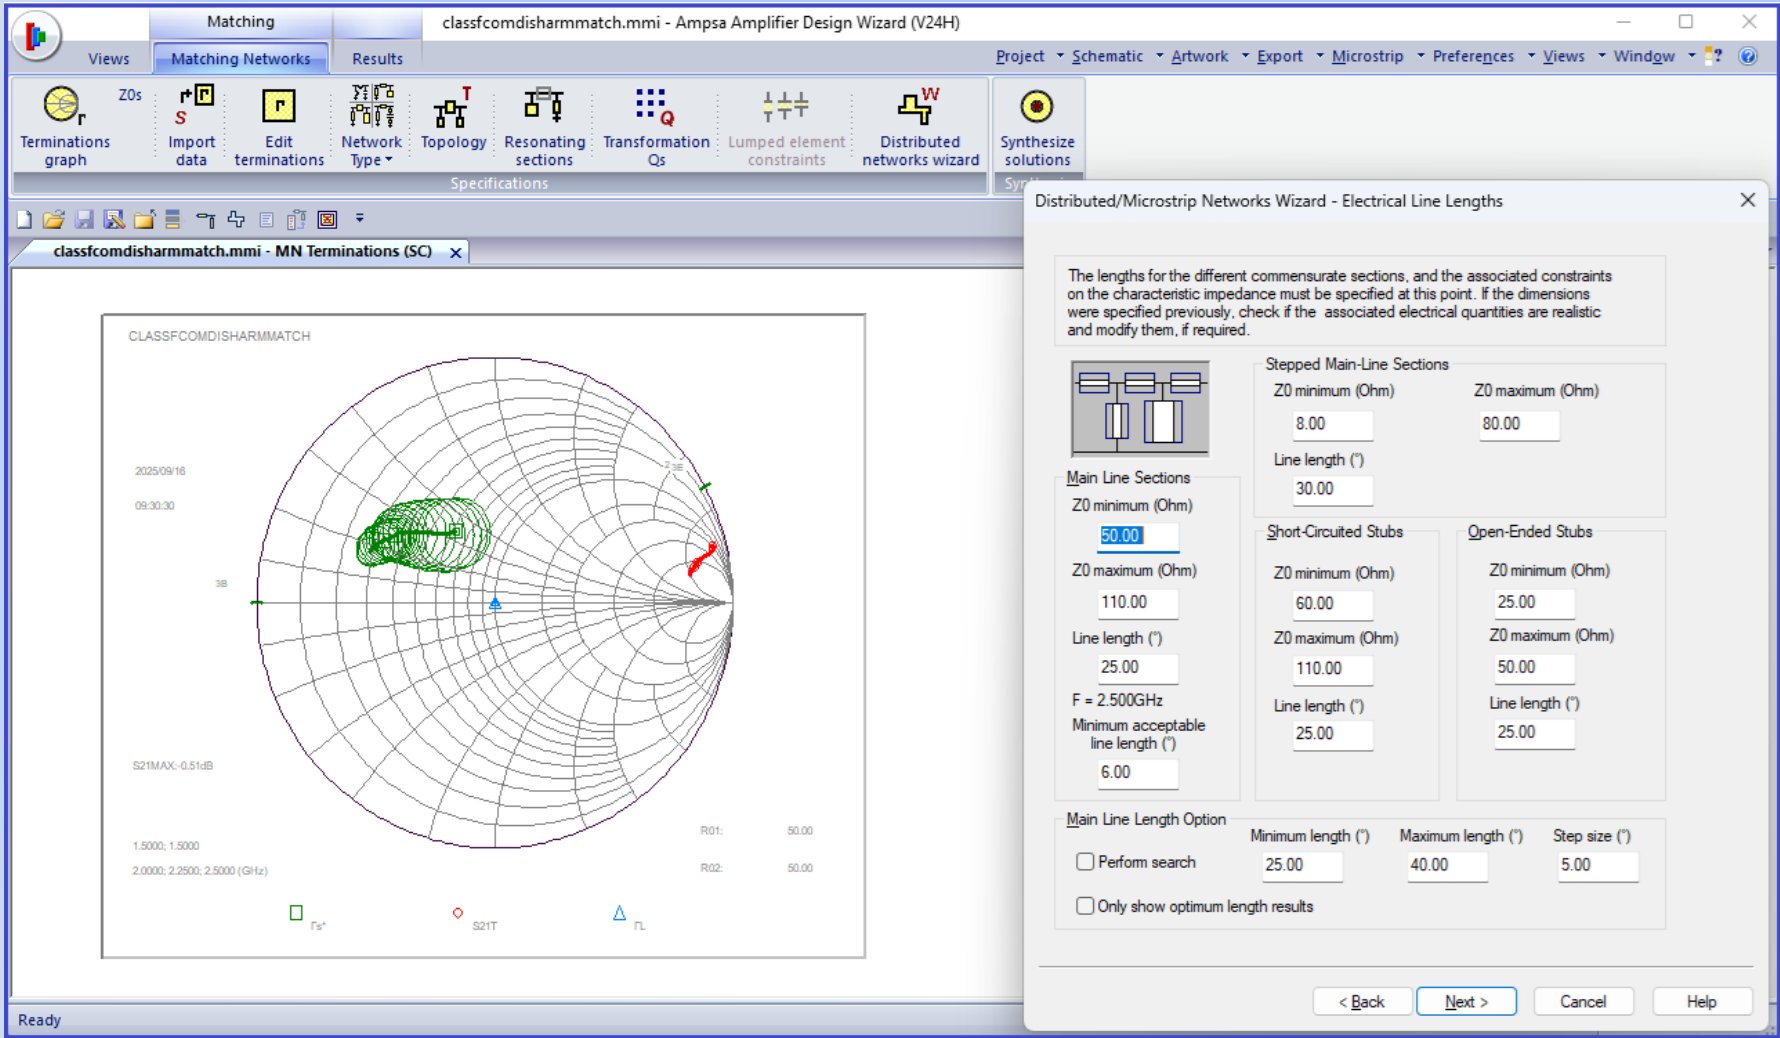 Matching
classfcomdisharmmatch.mmi - Ampsa Amplifier Design Wizard (V24H)
Views
Matching Networks
Results
Project
Schematic
Artwork
Export
Microstrip
Preferences
Views
Window
Terminations graph
Z0s
Import data
Edit terminations
Network Type
Topology
Resonating sections
Transformation Qs
Lumped element constraints
Distributed networks wizard
Synthesize solutions
Specifications
classfcomdisharmmatch.mmi - MN Terminations (SC)
CLASSFCOMDISHARMMATCH
2025/09/16
09:30:30
2
3E
3B
S21MAX:-0.51dB
1.5000; 1.5000
2.0000; 2.2500; 2.5000 (GHz)
R01: 50.00
R02: 50.00
Γs*
S21T
ΓL
Ready
Distributed/Microstrip Networks Wizard - Electrical Line Lengths
The lengths for the different commensurate sections, and the associated constraints
on the characteristic impedance must be specified at this point. If the dimensions
were specified previously, check if the associated electrical quantities are realistic
and modify them, if required.
Stepped Main-Line Sections
Z0 minimum (Ohm)
8.00
Z0 maximum (Ohm)
80.00
Line length (°)
30.00
Main Line Sections
Z0 minimum (Ohm)
50.00
Z0 maximum (Ohm)
110.00
Line length (°)
25.00
F = 2.500GHz
Minimum acceptable
line length (°)
6.00
Short-Circuited Stubs
Z0 minimum (Ohm)
60.00
Z0 maximum (Ohm)
110.00
Line length (°)
25.00
Open-Ended Stubs
Z0 minimum (Ohm)
25.00
Z0 maximum (Ohm)
50.00
Line length (°)
25.00
Main Line Length Option
Perform search
Minimum length (°)
25.00
Maximum length (°)
40.00
Step size (°)
5.00
Only show optimum length results
< Back
Next >
Cancel
Help